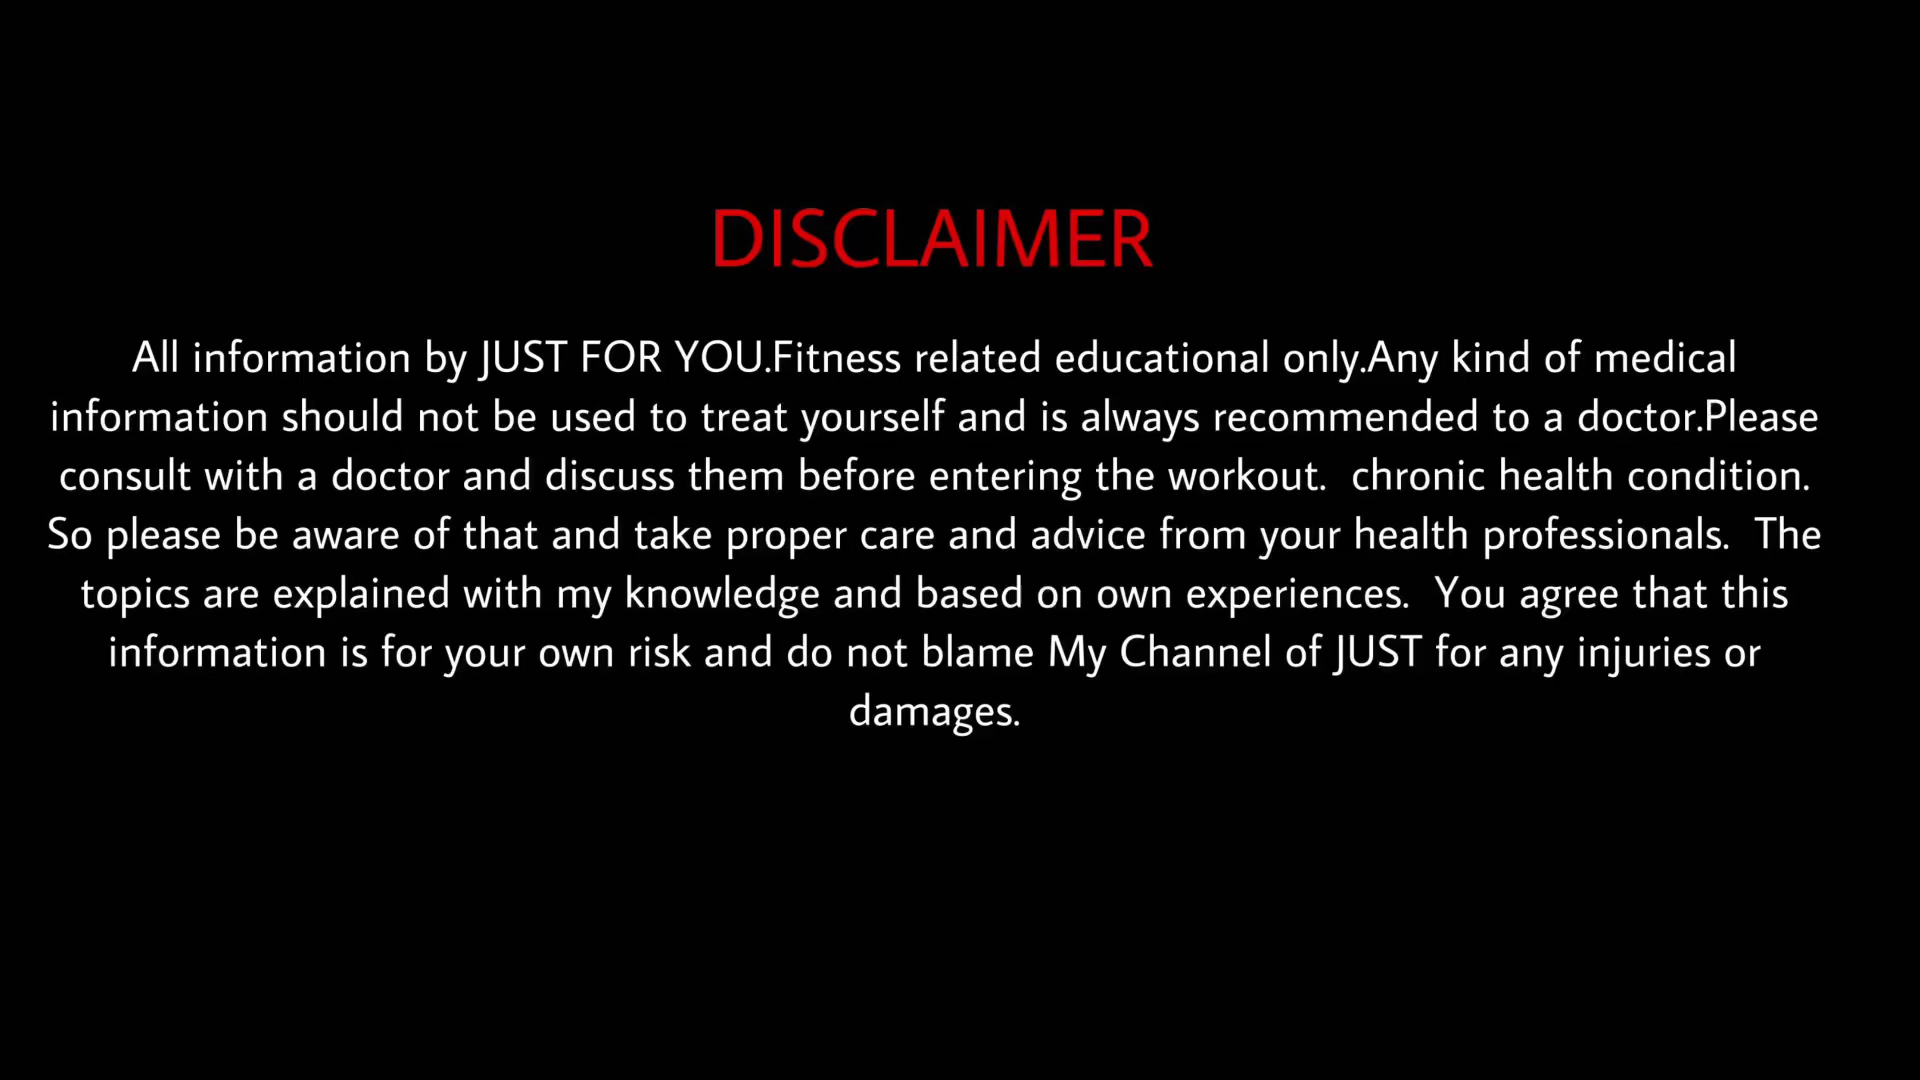 DISCLAIMER
All information by JUST FOR YOU.Fitness related educational only.Any kind of medical
information should not be used to treat yourself and is always recommended to a doctor.Please
consult with a doctor and discuss them before entering the workout.  chronic health condition.
So please be aware of that and take proper care and advice from your health professionals.  The
topics are explained with my knowledge and based on own experiences.  You agree that this
information is for your own risk and do not blame My Channel of JUST for any injuries or
damages.